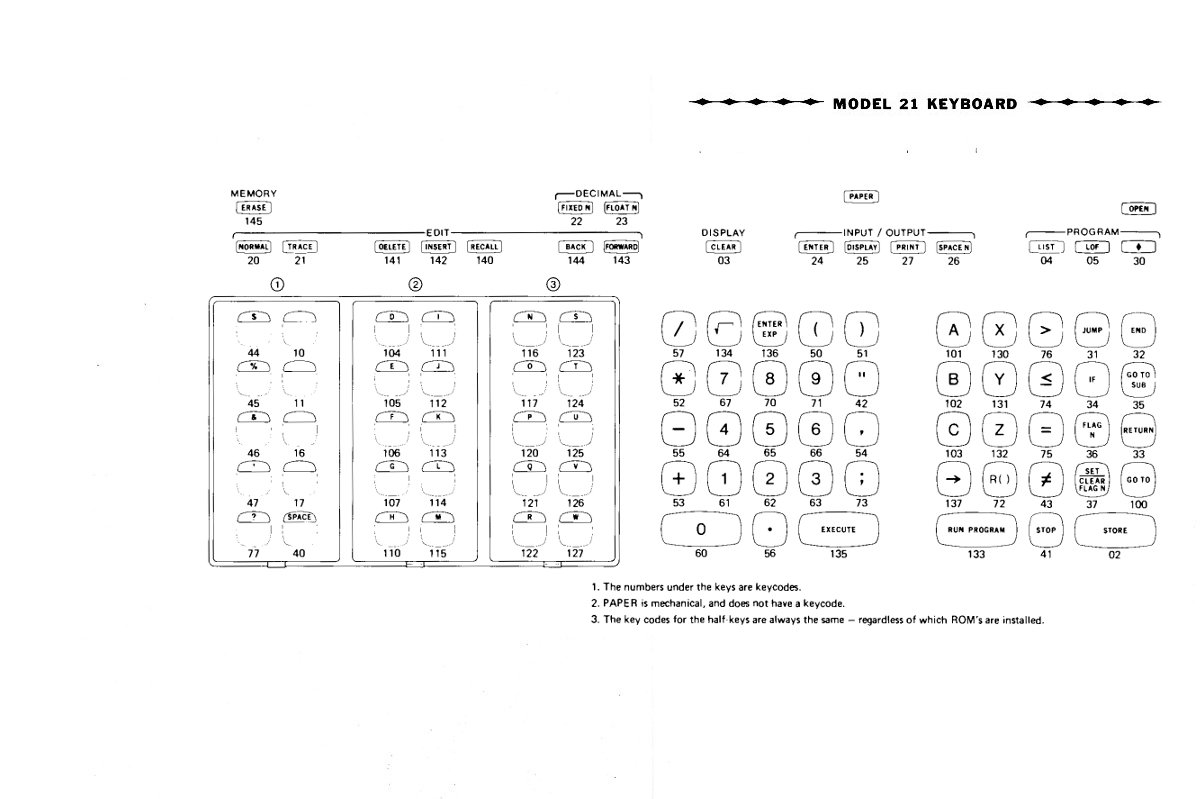 MODEL 21 KEYBOARD
MEMORY DECIMAL PAPER
ERASE FIXED N FLOAT N OPEN
145 22 23
EDIT DISPLAY INPUT / OUTPUT PROGRAM
NORMAL TRACE DELETE INSERT RECALL BACK FORWARD CLEAR ENTER DISPLAY PRINT SPACE N LIST LOF ♦
20 21 141 142 140 144 143 03 24 25 27 26 04 05 30
① ② ③
$ D I N S / √ ENTER EXP ( ) A X > JUMP END
44 10 104 111 116 123 57 134 136 50 51 101 130 76 31 32
% E J O T * 7 8 9 " B Y ≤ IF GO TO SUB
45 11 105 112 117 124 52 67 70 71 42 102 131 74 34 35
& F K P U − 4 5 6 , C Z = FLAG N RETURN
46 16 106 113 120 125 55 64 65 66 54 103 132 75 36 33
' G L Q V + 1 2 3 ; → R( ) ≠ SET CLEAR FLAG N GO TO
47 17 107 114 121 126 53 61 62 63 73 137 72 43 37 100
? SPACE H M R W 0 • EXECUTE RUN PROGRAM STOP STORE
77 40 110 115 122 127 60 56 135 133 41 02
1. The numbers under the keys are keycodes.
2. PAPER is mechanical, and does not have a keycode.
3. The key codes for the half-keys are always the same — regardless of which ROM's are installed.